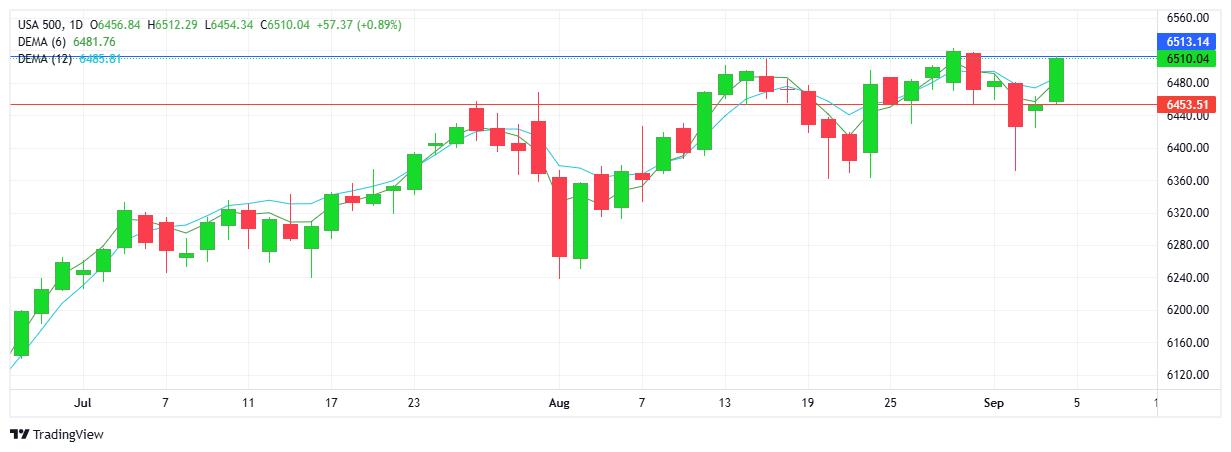 USA 500, 1D O6456.84 H6512.29 L6454.34 C6510.04 +57.37 (+0.89%)
DEMA (6) 6481.76
DEMA (12) 6485.81
6560.00
6513.14
6510.04
6480.00
6453.51
6440.00
6400.00
6360.00
6320.00
6280.00
6240.00
6200.00
6160.00
6120.00
Jul 7 11 17 23 Aug 7 13 19 25 Sep 5 1
TradingView